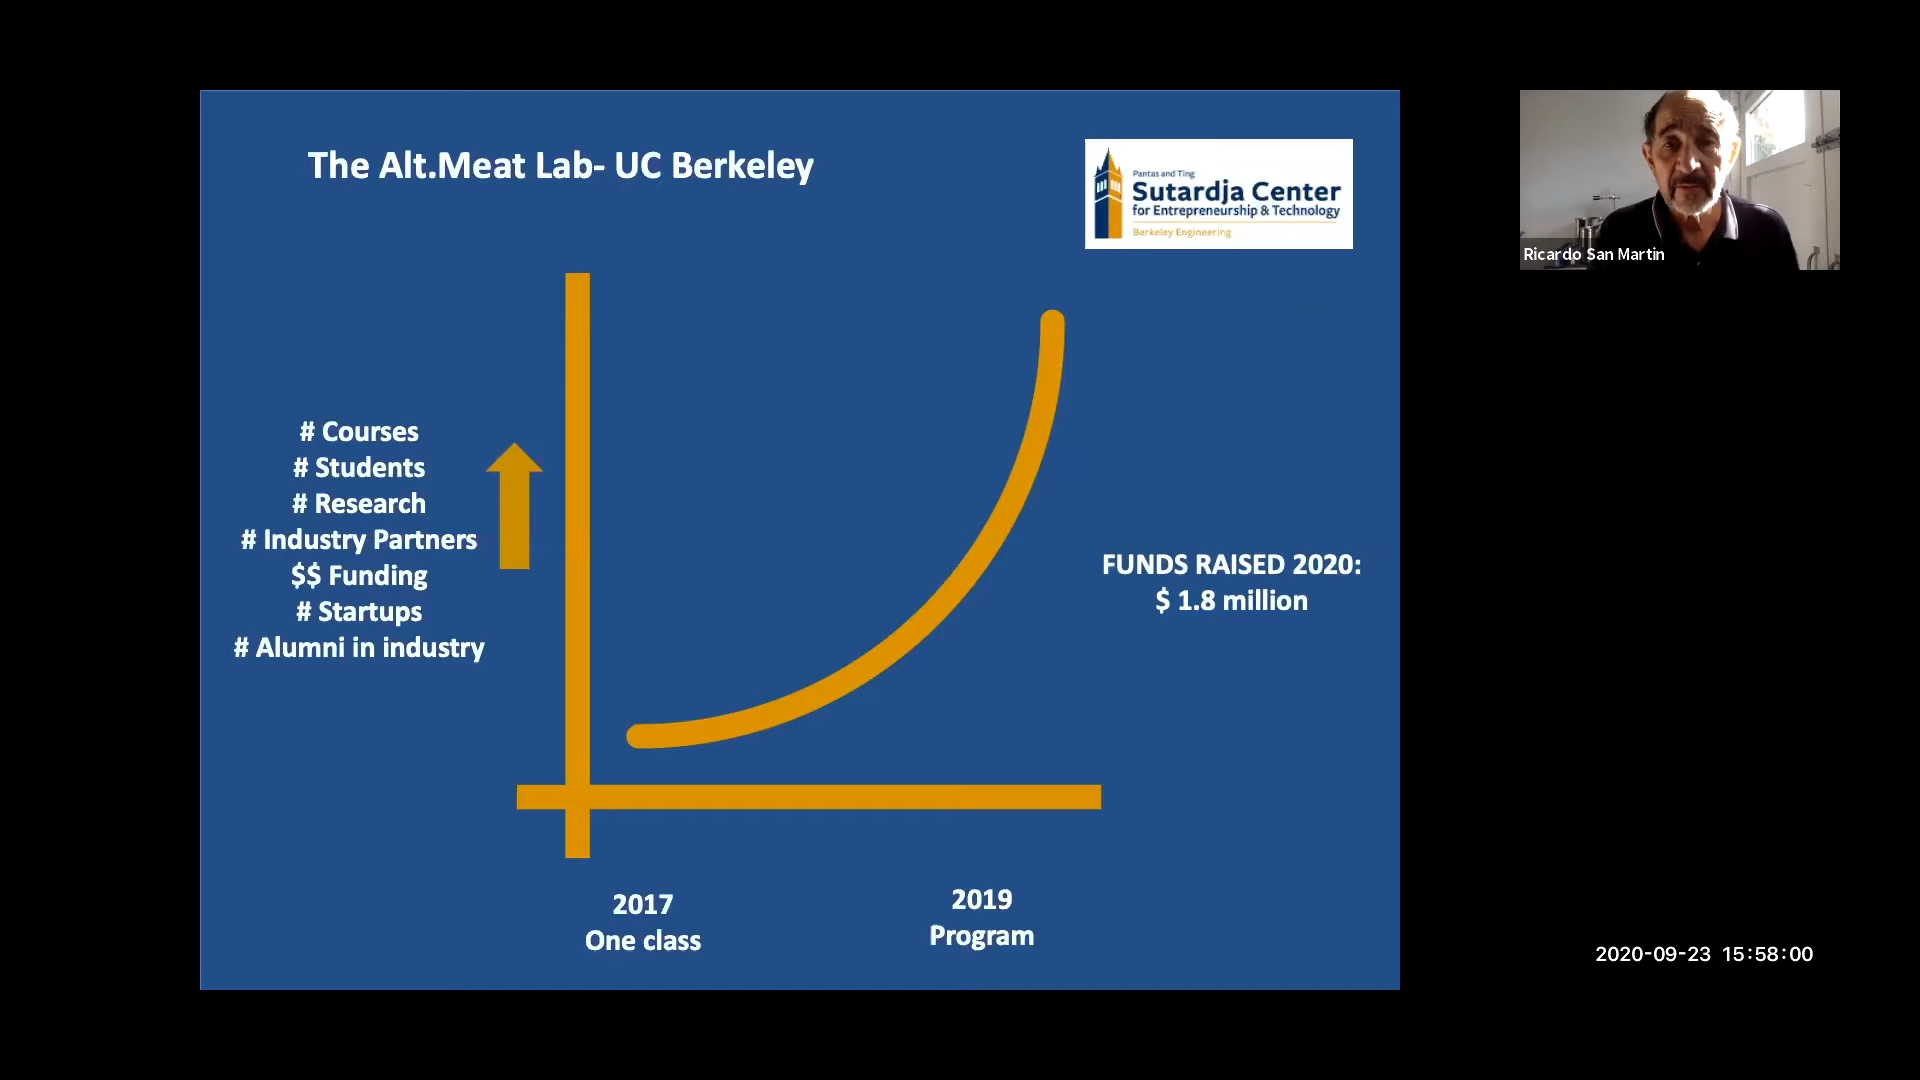 The Alt.Meat Lab- UC Berkeley
Pantas and Ting
Sutardja Center
for Entrepreneurship & Technology
Berkeley Engineering
Ricardo San Martin
# Courses
# Students
# Research
# Industry Partners
$$ Funding
# Startups
# Alumni in industry
FUNDS RAISED 2020:
$ 1.8 million
2017
One class
2019
Program
2020-09-23 15:58:00